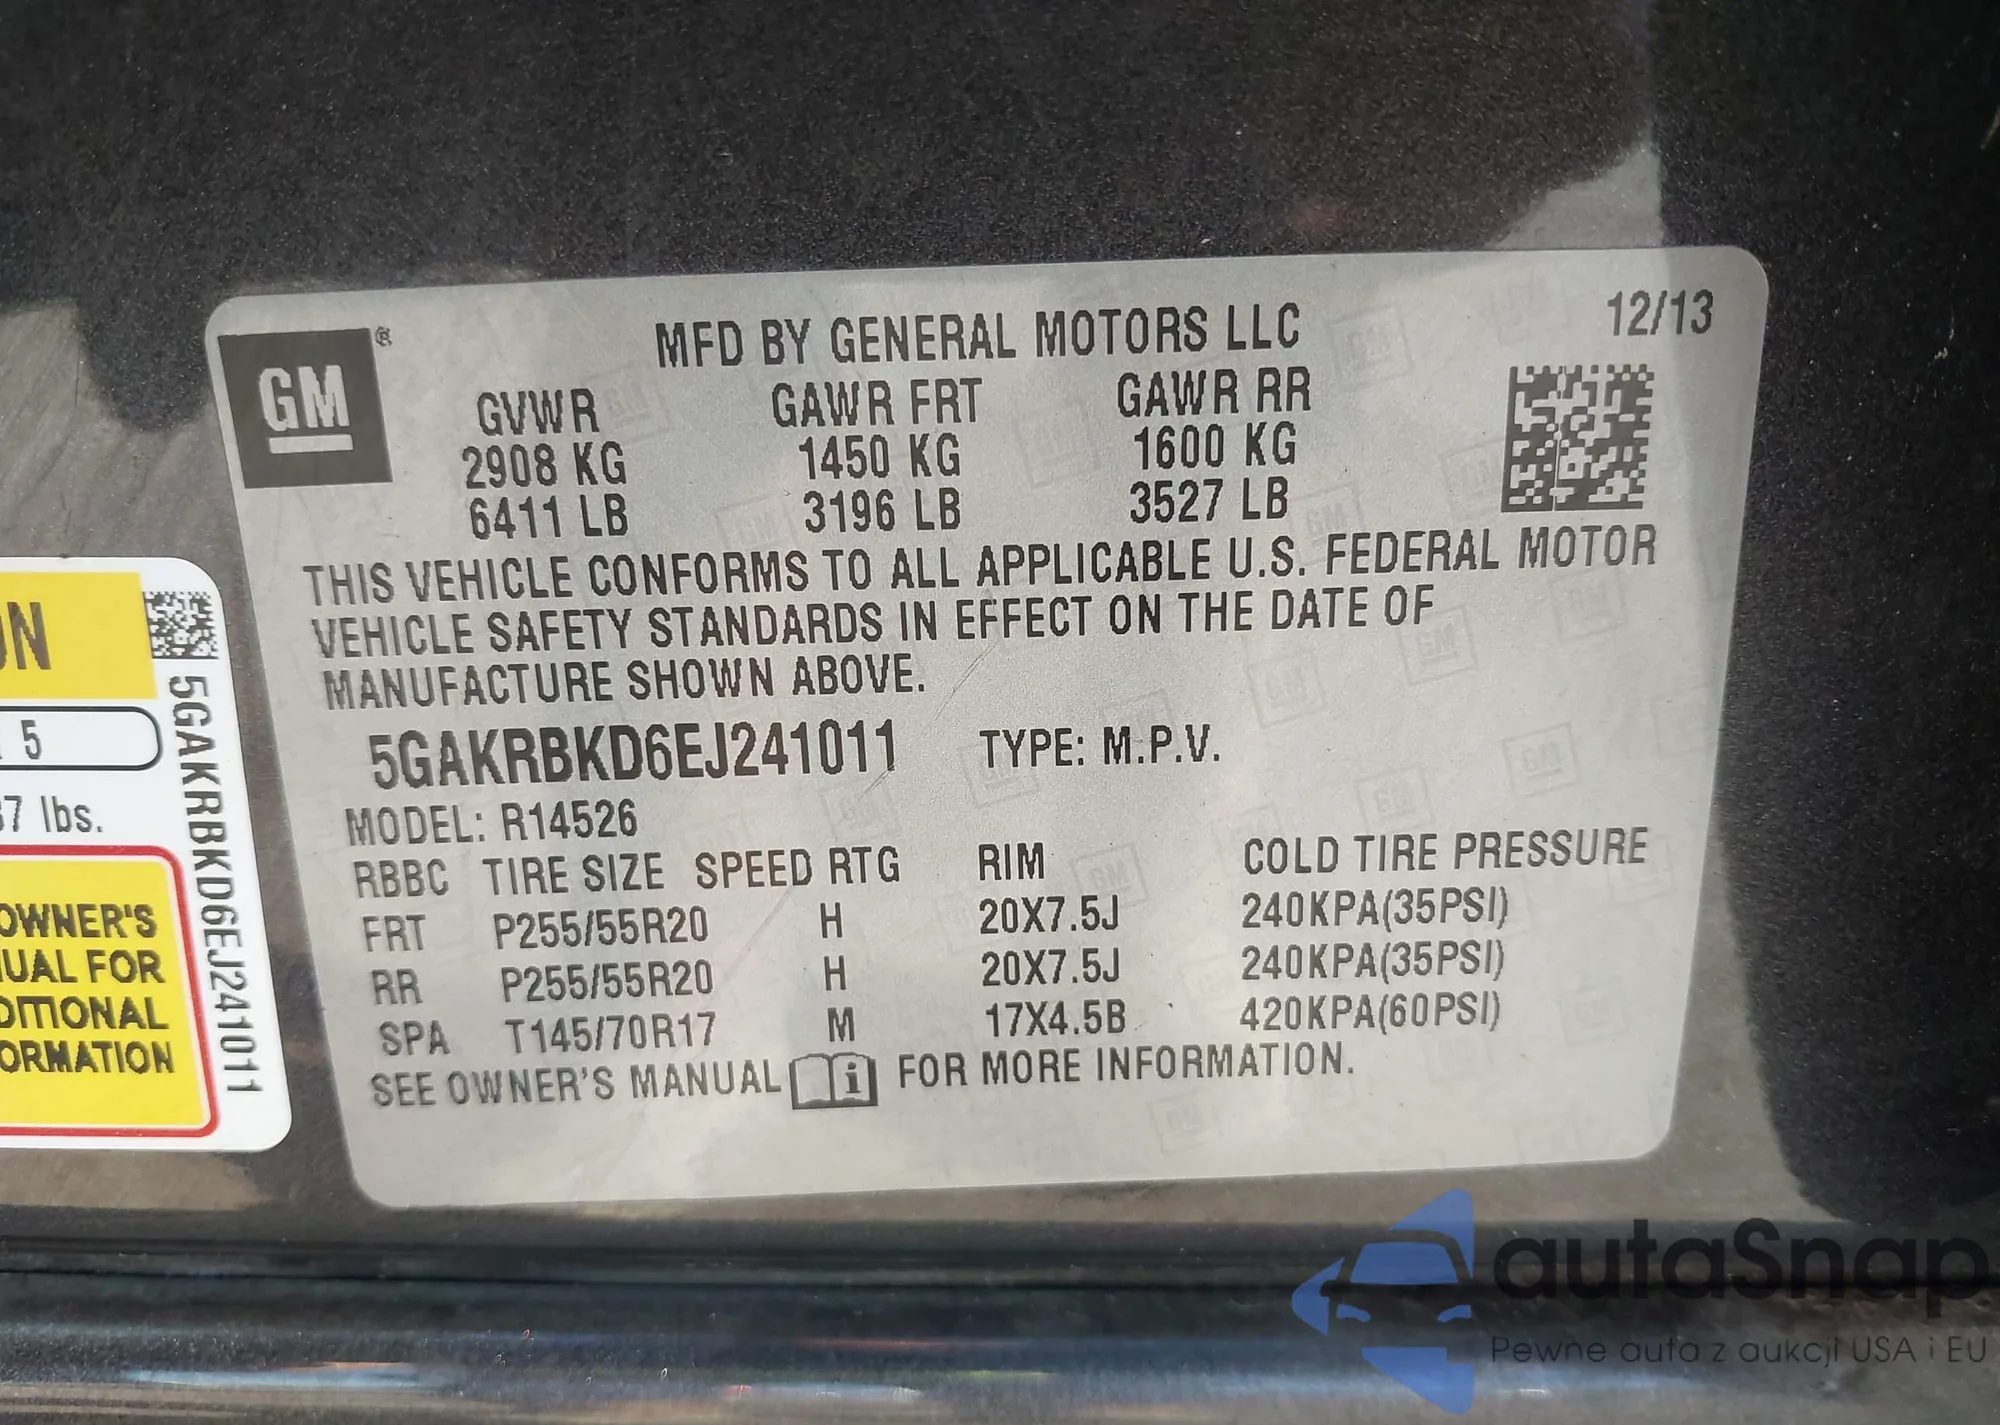 GM®
MFD BY GENERAL MOTORS LLC
12/13
GVWR GAWR FRT GAWR RR
2908 KG 1450 KG 1600 KG
6411 LB 3196 LB 3527 LB
THIS VEHICLE CONFORMS TO ALL APPLICABLE U.S. FEDERAL MOTOR
VEHICLE SAFETY STANDARDS IN EFFECT ON THE DATE OF
MANUFACTURE SHOWN ABOVE.
5GAKRBKD6EJ241011 TYPE: M.P.V.
MODEL: R14526
RBBC TIRE SIZE SPEED RTG RIM COLD TIRE PRESSURE
FRT P255/55R20 H 20X7.5J 240KPA(35PSI)
RR P255/55R20 H 20X7.5J 240KPA(35PSI)
SPA T145/70R17 M 17X4.5B 420KPA(60PSI)
SEE OWNER'S MANUAL i FOR MORE INFORMATION.
5
lbs.
OWNER'S
FOR
5GAKRBKD6EJ241011
autaSnap
Pewne auta z aukcji USA i EU